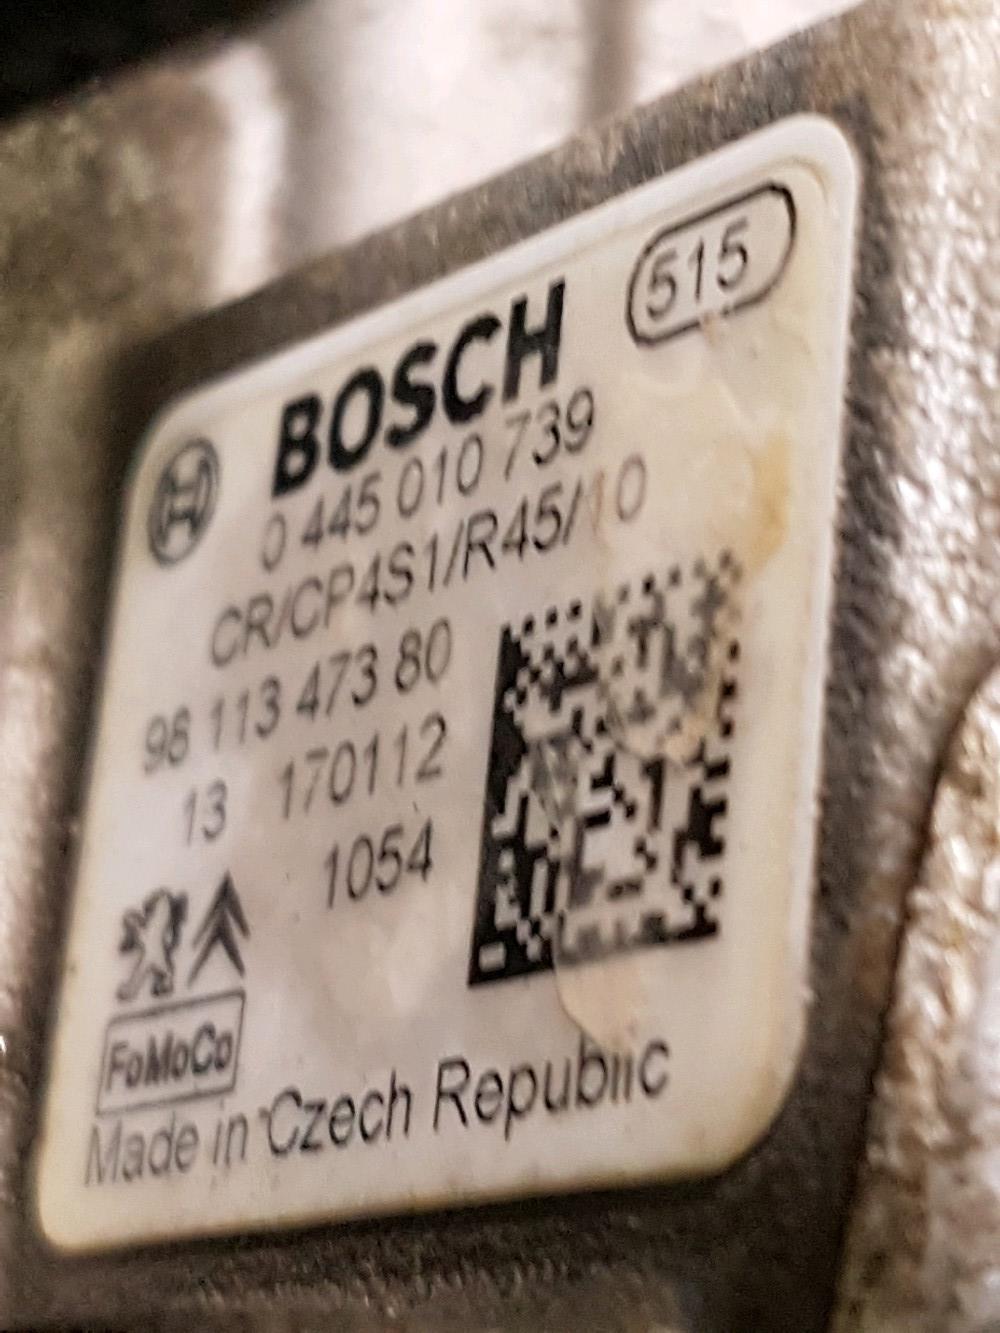 515
BOSCH
0 445 010 739
CR/CP4S1/R45/10
98 113 473 80
13 170112
1054
FoMoCo
Made in Czech Republic